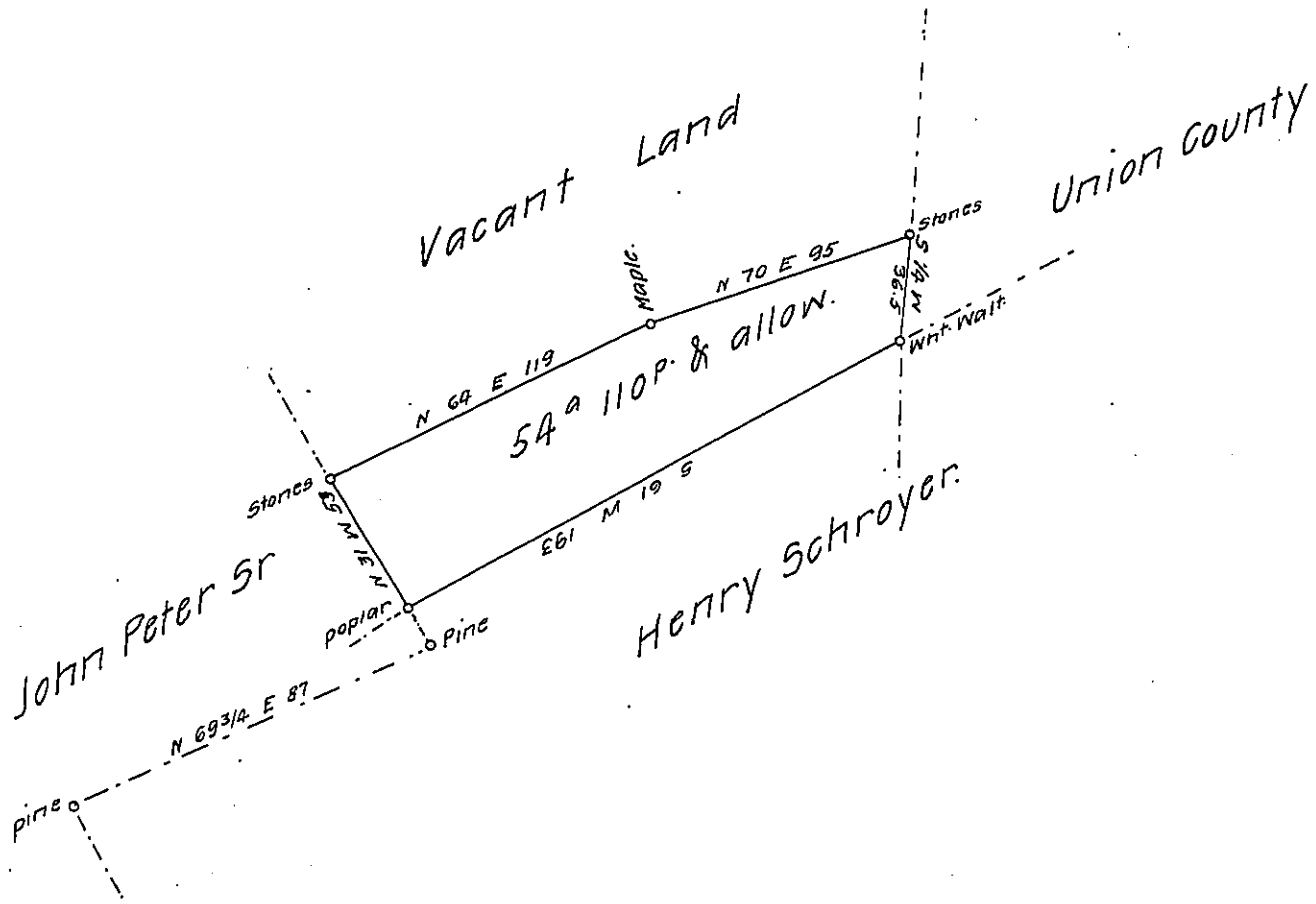 Vacant Land
Union County
Stones
Maple.
N 70 E 95
S 1/4 W
36.5
Wnt. Walt.
N 64 E 119
54ᵃ 110ᴾ. & allow.
Stones
N 31 W 53
S 61 W 193
Henry Schroyer.
John Peter Sr
Poplar
Pine
N 69 3/4 E 87
Pine